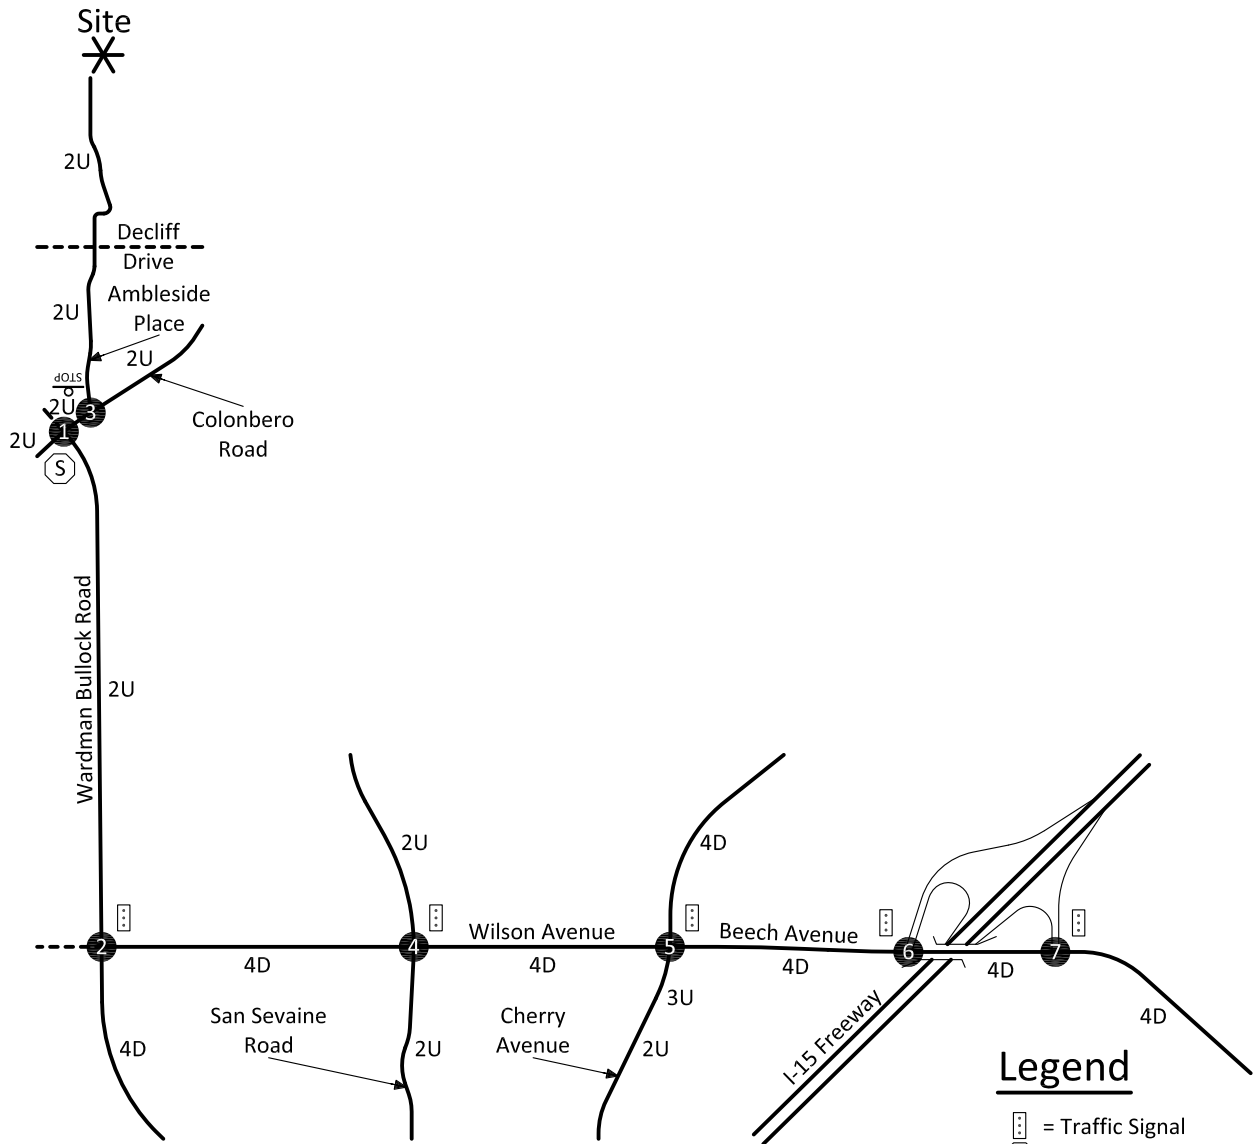 Site
2U
Decliff
Drive
Ambleside
Place
2U
2U
STOP
2U
3
1
2U
S
Colonbero
Road
Wardman Bullock Road
2U
2U
4D
2
4
5
6
7
Wilson Avenue
Beech Avenue
4D
4D
4D
4D
3U
San Sevaine
Road
Cherry
Avenue
4D
2U
2U
I-15 Freeway
4D
Legend
= Traffic Signal